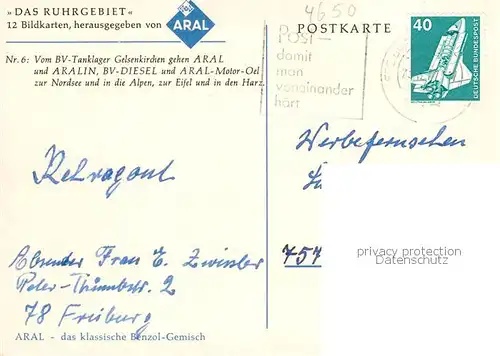 »DAS RUHRGEBIET«
12 Bildkarten, herausgegeben von ARAL
Nr. 6: Vom BV-Tanklager Gelsenkirchen gehen ARAL
und ARALIN, BV-DIESEL und ARAL-Motor-Oel
zur Nordsee und in die Alpen, zur Eifel und in den Harz.
4650
POSTKARTE
Post -
damit
man
voneinander
hört
40
DEUTSCHE BUNDESPOST
Werbefernsehen
757
privacy protection
Datenschutz
Absender Frau E. Zwissler
Peter-Thumbstr. 2
78 Freiburg
ARAL - das klassische Benzol-Gemisch